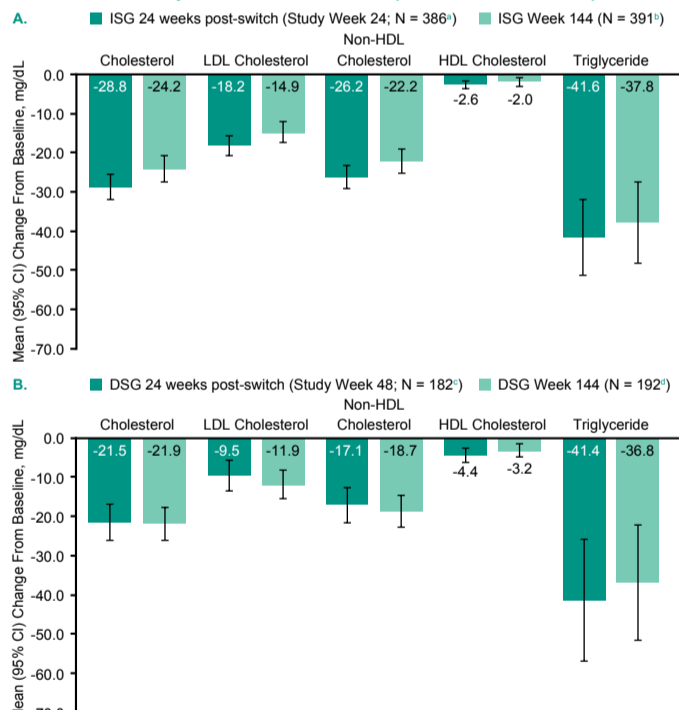 A. ISG 24 weeks post-switch (Study Week 24; N = 386ᵃ) ISG Week 144 (N = 391ᵇ)
Cholesterol LDL Cholesterol Non-HDL Cholesterol HDL Cholesterol Triglyceride
Mean (95% CI) Change From Baseline, mg/dL
0.0
-10.0
-20.0
-30.0
-40.0
-50.0
-60.0
-70.0
-28.8 -24.2 -18.2 -14.9 -26.2 -22.2 -2.6 -2.0 -41.6 -37.8
B. DSG 24 weeks post-switch (Study Week 48; N = 182ᶜ) DSG Week 144 (N = 192ᵈ)
Cholesterol LDL Cholesterol Non-HDL Cholesterol HDL Cholesterol Triglyceride
(95% CI) Change From Baseline, mg/dL
0.0
-10.0
-20.0
-30.0
-40.0
-50.0
-60.0
-21.5 -21.9 -9.5 -11.9 -17.1 -18.7 -4.4 -3.2 -41.4 -36.8